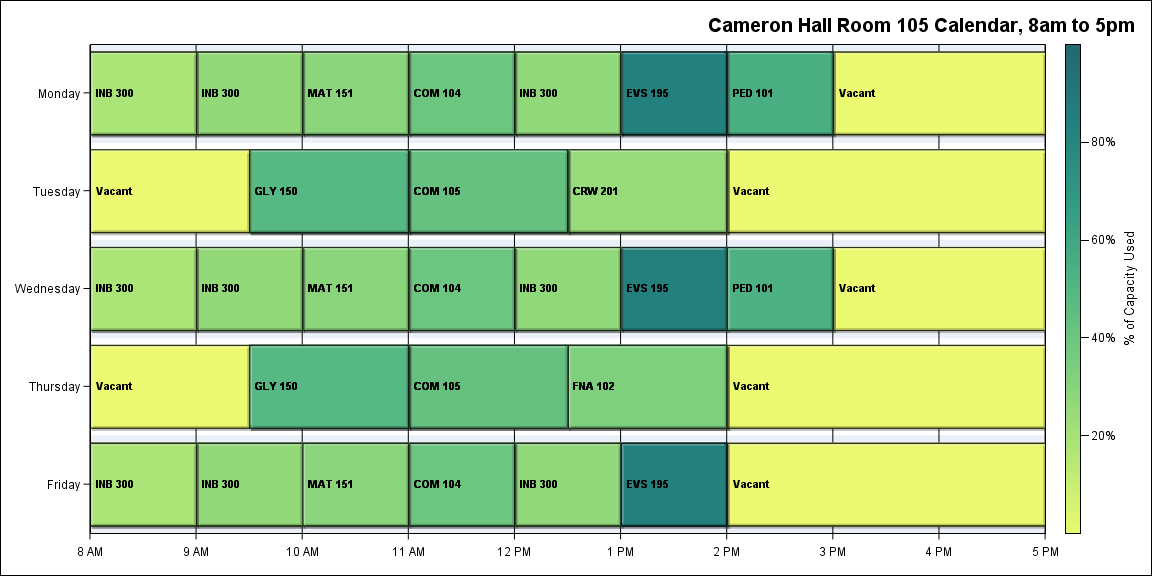 Cameron Hall Room 105 Calendar, 8am to 5pm
Monday INB 300 INB 300 MAT 151 COM 104 INB 300 EVS 195 PED 101 Vacant
Tuesday Vacant GLY 150 COM 105 CRW 201 Vacant
Wednesday INB 300 INB 300 MAT 151 COM 104 INB 300 EVS 195 PED 101 Vacant
Thursday Vacant GLY 150 COM 105 FNA 102 Vacant
Friday INB 300 INB 300 MAT 151 COM 104 INB 300 EVS 195 Vacant
8 AM 9 AM 10 AM 11 AM 12 PM 1 PM 2 PM 3 PM 4 PM 5 PM
80%
60%
40%
20%
% of Capacity Used